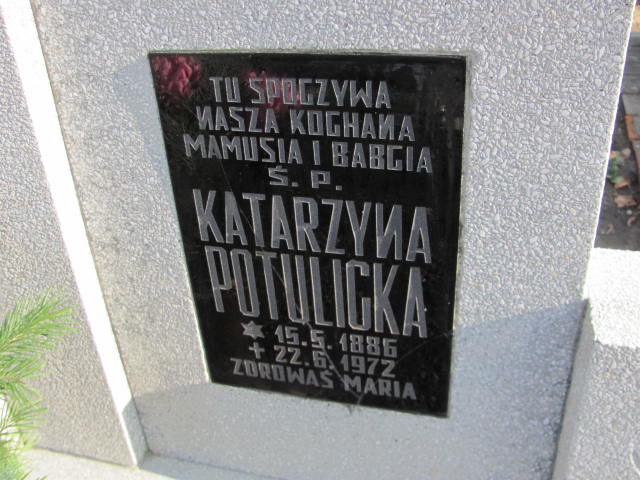 TU SPOCZYWA
NASZA KOCHANA
MAMUSIA I BABCIA
Ś. P.
KATARZYNA
POTULICKA
* 15. 5. 1886
+ 22. 6. 1972
ZDROWAŚ MARIA